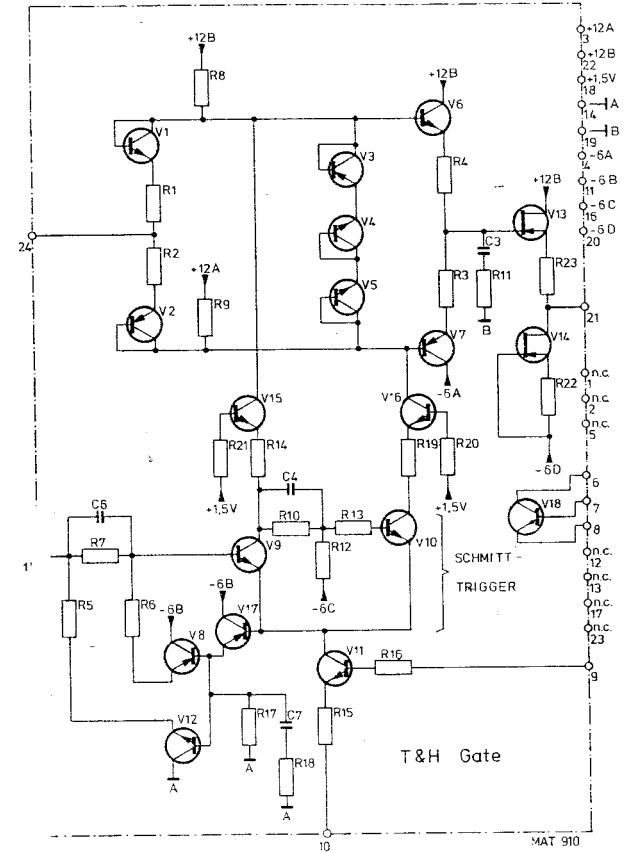 +12B
R8
V1
R1
24
R2
V2
+12A
R9
V3
V4
V5
+12B
V6
R4
R3
V7
-6A
C3
R11
B
+12B
V13
R23
V14
R22
-6D
+12A
3
+12B
22
+1,5V
18
A
14
B
19
-6A
4
-6B
11
-6C
16
-6D
20
21
n.c.
1
n.c.
2
n.c.
5
6
7
8
V18
n.c.
12
n.c.
13
n.c.
17
n.c.
23
9
V15
R21
R14
+1,5V
V16
R19
R20
+1,5V
C4
R10
R13
R12
-6C
V9
V10
SCHMITT-
TRIGGER
C6
R7
1'
R5
R6
-6B
V8
-6B
V17
V12
A
R17
A
C7
R18
A
V11
R16
R15
10
T&H Gate
MAT 910